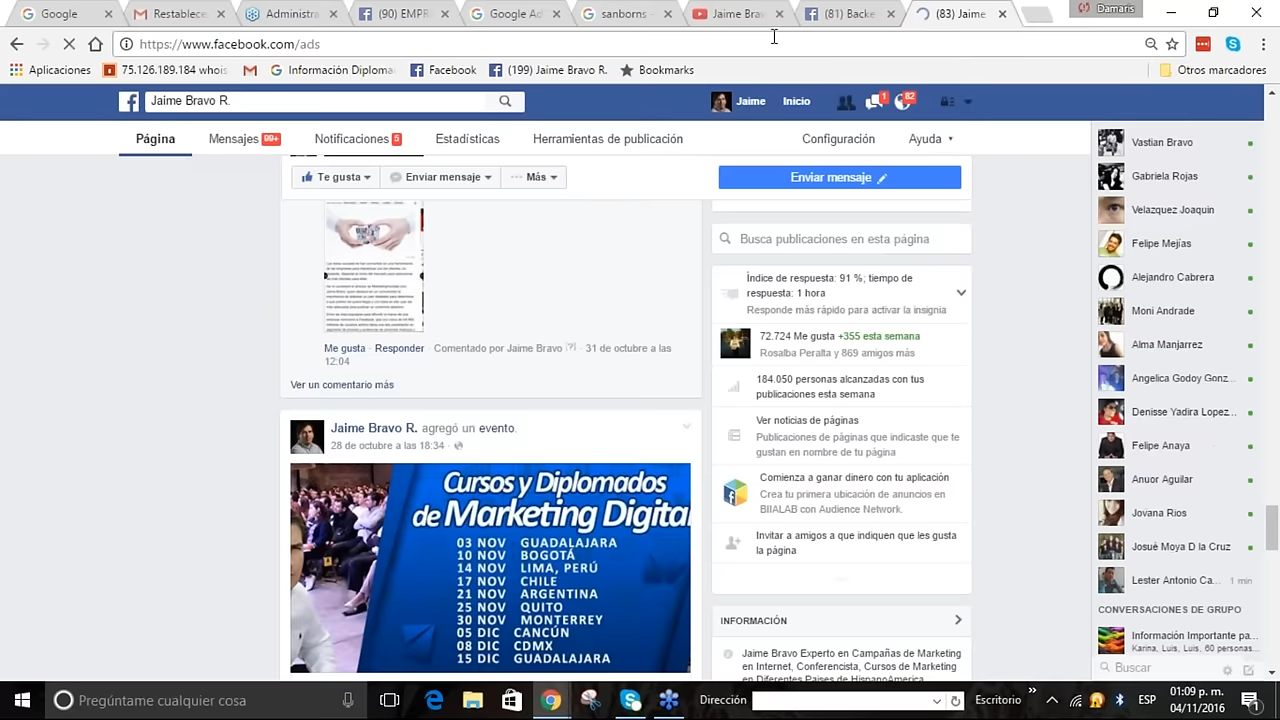 Google
Restablece
Administra
(90) EMPR
Google Ad
sanborns -
Jaime Bra
(81) Backe
(83) Jaime
Damaris
https://www.facebook.com/ads
Aplicaciones
75.126.189.184 whois
Información Diploma
Facebook
(199) Jaime Bravo R.
Bookmarks
Otros marcadores
Jaime Bravo R.
Jaime
Inicio
1
82
Página
Mensajes 99+
Notificaciones 5
Estadísticas
Herramientas de publicación
Configuración
Ayuda
Te gusta
Enviar mensaje
Más
Enviar mensaje
Me gusta · Responder · Comentado por Jaime Bravo [?] · 31 de octubre a las
12:04
Ver un comentario más
Jaime Bravo R. agregó un evento.
28 de octubre a las 18:34 ·
Cursos y Diplomados
de Marketing Digital
03 NOV GUADALAJARA
10 NOV BOGOTÁ
14 NOV LIMA, PERÚ
17 NOV CHILE
21 NOV ARGENTINA
25 NOV QUITO
30 NOV MONTERREY
05 DIC CANCÚN
08 DIC CDMX
15 DIC GUADALAJARA
Busca publicaciones en esta página
Índice de respuesta: 91 %; tiempo de
respuesta: 1 hora
Responde más rápido para activar la insignia
72.724 Me gusta +355 esta semana
Rosalba Peralta y 869 amigos más
184.050 personas alcanzadas con tus
publicaciones esta semana
Ver noticias de páginas
Publicaciones de páginas que indicaste que te
gustan en nombre de tu página
Comienza a ganar dinero con tu aplicación
Crea tu primera ubicación de anuncios en
BIIALAB con Audience Network.
Invitar a amigos a que indiquen que les gusta
la página
INFORMACIÓN
Jaime Bravo Experto en Campañas de Marketing
en Internet, Conferencista, Cursos de Marketing
en Diferentes Países de HispanoAmerica
Vastian Bravo
Gabriela Rojas
Velazquez Joaquin
Felipe Mejías
Alejandro Cabrera
Moni Andrade
Alma Manjarrez
Angelica Godoy Gonz...
Denisse Yadira Lopez...
Felipe Anaya
Anuor Aguilar
Jovana Rios
Josué Moya D la Cruz
Lester Antonio Ca... 1 min
CONVERSACIONES DE GRUPO
Información Importante pa...
Karina, Luis, Luis, 60 personas...
Buscar
Pregúntame cualquier cosa
Dirección
Escritorio
ESP
01:09 p. m.
04/11/2016
1